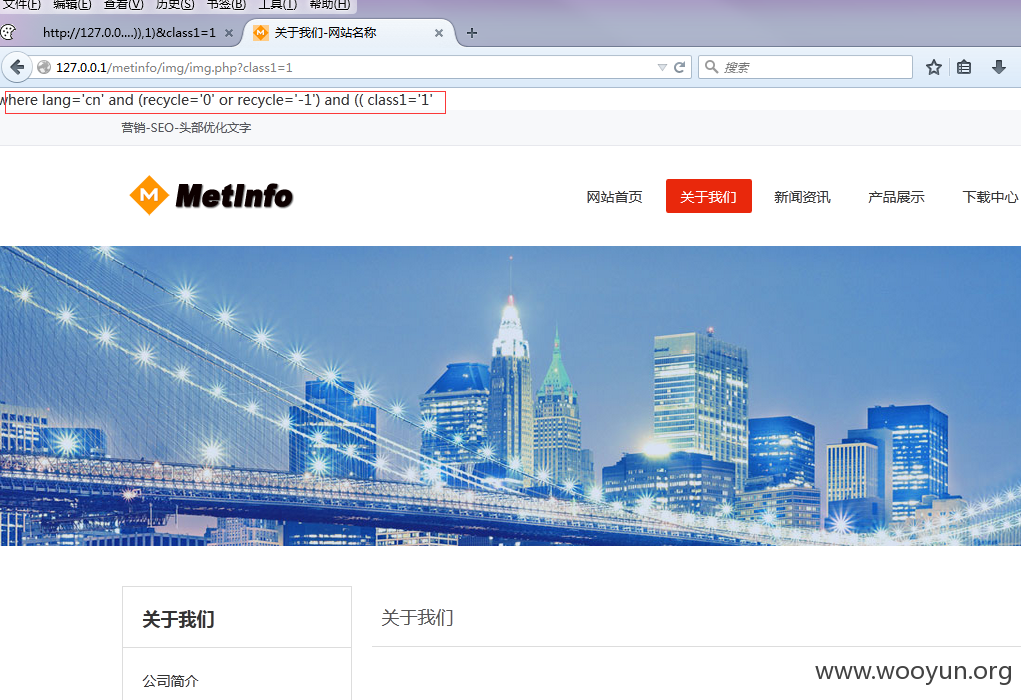 文件(F) 编辑(E) 查看(V) 历史(S) 书签(B) 工具(T) 帮助(H)
http://127.0.0....)),1)&class1=1 × 关于我们-网站名称 × +
127.0.0.1/metinfo/img/img.php?class1=1 搜索
where lang='cn' and (recycle='0' or recycle='-1') and (( class1='1'
营销-SEO-头部优化文字
M MetInfo 网站首页 关于我们 新闻资讯 产品展示 下载中心
关于我们 关于我们
公司简介
www.wooyun.org